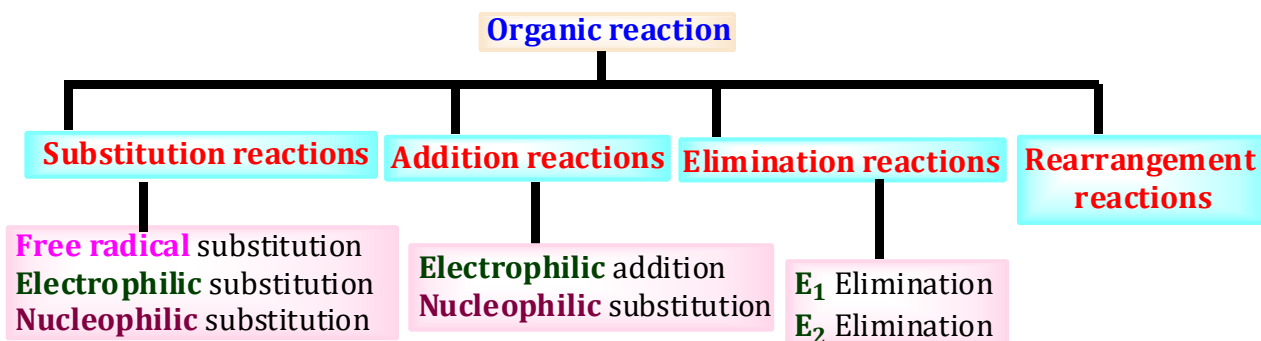 Organic reaction
Substitution reactions
Addition reactions
Elimination reactions
Rearrangement
reactions
Free radical substitution
Electrophilic substitution
Nucleophilic substitution
Electrophilic addition
Nucleophilic substitution
E₁ Elimination
E₂ Elimination